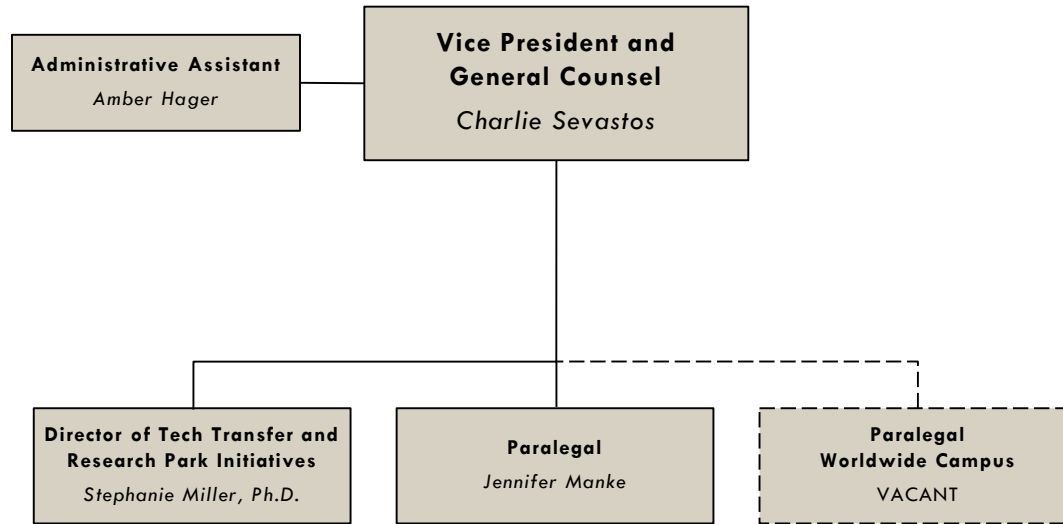 Vice President and
General Counsel
Charlie Sevastos
Administrative Assistant
Amber Hager
Director of Tech Transfer and
Research Park Initiatives
Stephanie Miller, Ph.D.
Paralegal
Jennifer Manke
Paralegal
Worldwide Campus
VACANT